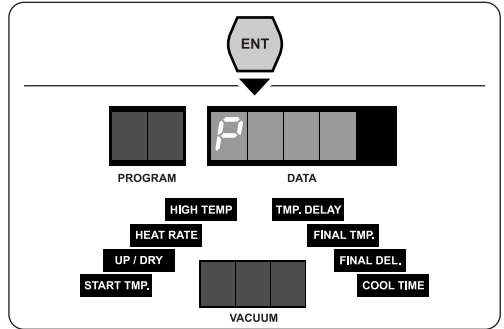 ENT
P
PROGRAM DATA
HIGH TEMP TMP. DELAY
HEAT RATE FINAL TMP.
UP / DRY FINAL DEL.
START TMP. COOL TIME
VACUUM